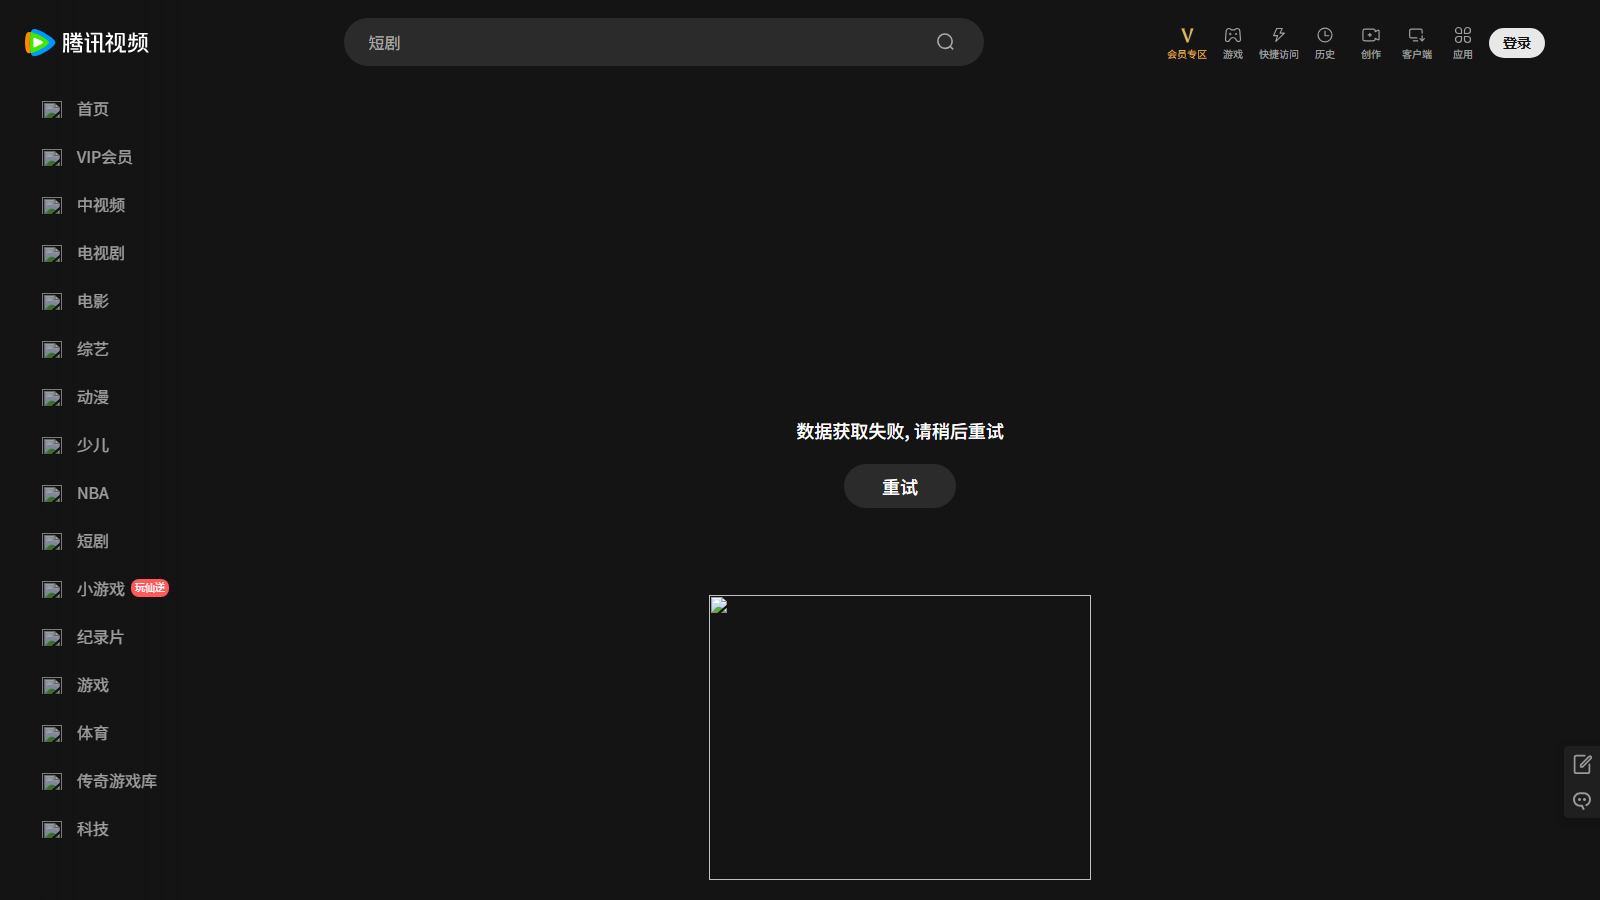 腾讯视频
短剧
会员专区
游戏
快捷访问
历史
创作
客户端
应用
登录
首页
VIP会员
中视频
电视剧
电影
综艺
动漫
少儿
NBA
短剧
小游戏 玩仙逆
纪录片
游戏
体育
传奇游戏库
科技
数据获取失败, 请稍后重试
重试